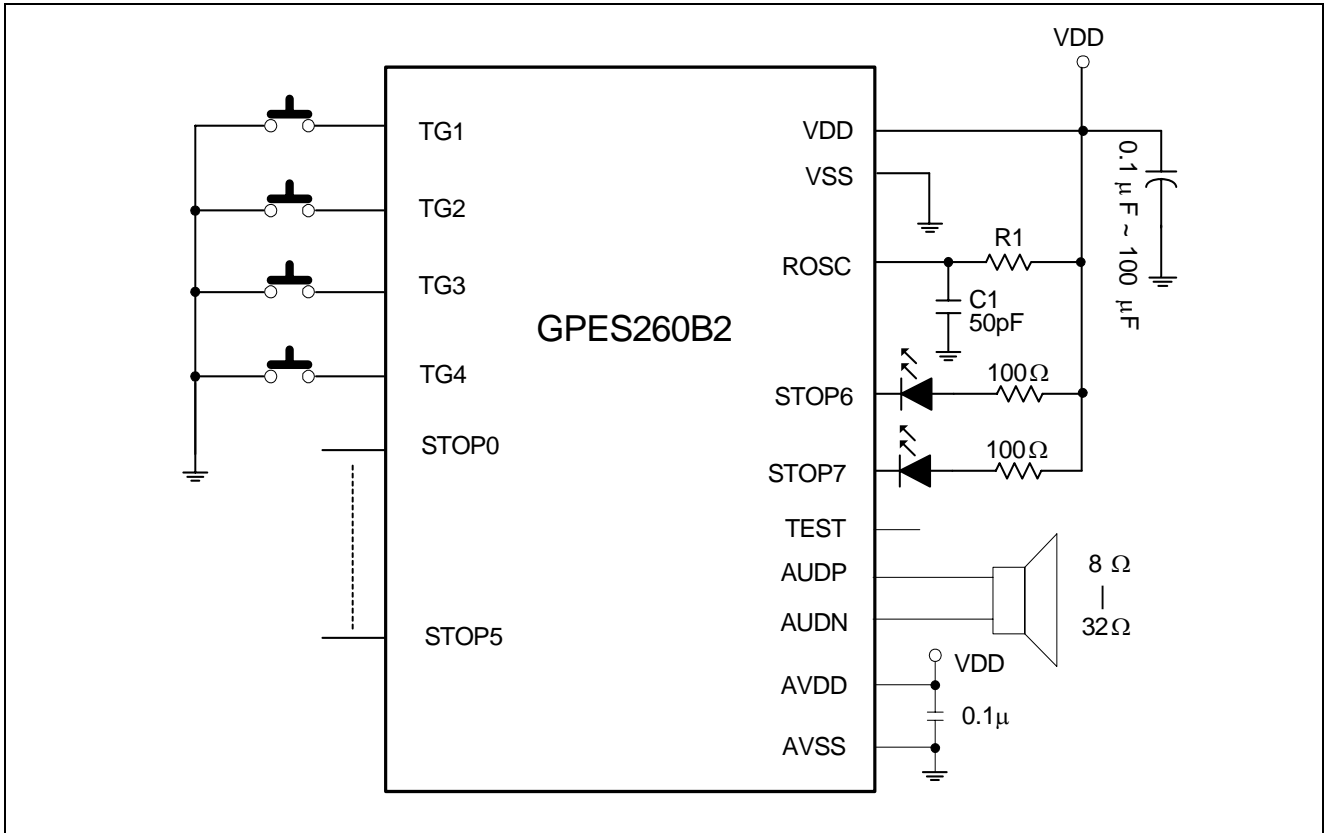 VDD
TG1
TG2
TG3
TG4
STOP0
STOP5
GPES260B2
VDD
VSS
ROSC
STOP6
STOP7
TEST
AUDP
AUDN
AVDD
AVSS
R1
C1
50pF
0.1 μF ~ 100 μF
100Ω
100Ω
8 Ω
|
32Ω
VDD
0.1μ